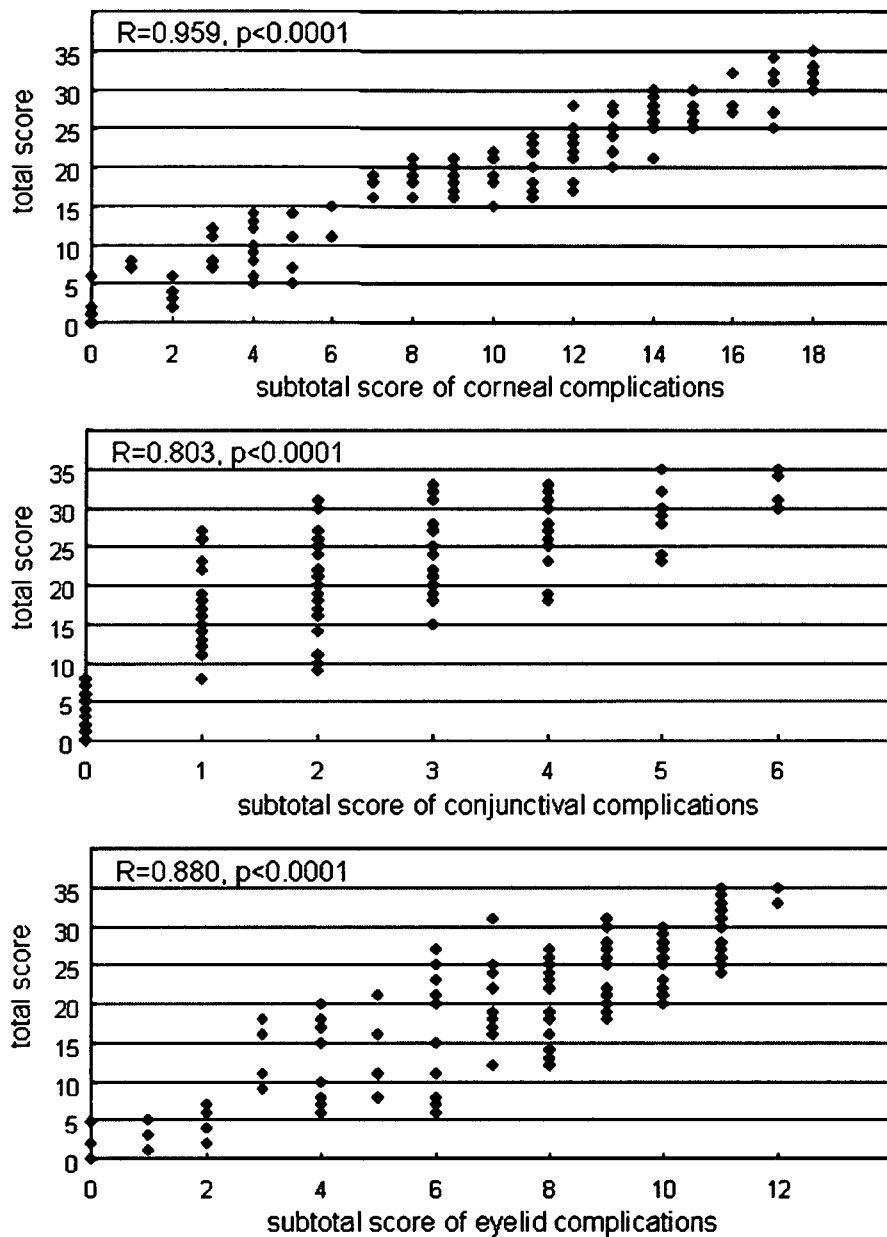 R=0.959, p<0.0001
total score
35
30
25
20
15
10
5
0
0 2 4 6 8 10 12 14 16 18
subtotal score of corneal complications
R=0.803, p<0.0001
total score
35
30
25
20
15
10
5
0
0 1 2 3 4 5 6
subtotal score of conjunctival complications
R=0.880, p<0.0001
total score
35
30
25
20
15
10
5
0
0 2 4 6 8 10 12
subtotal score of eyelid complications